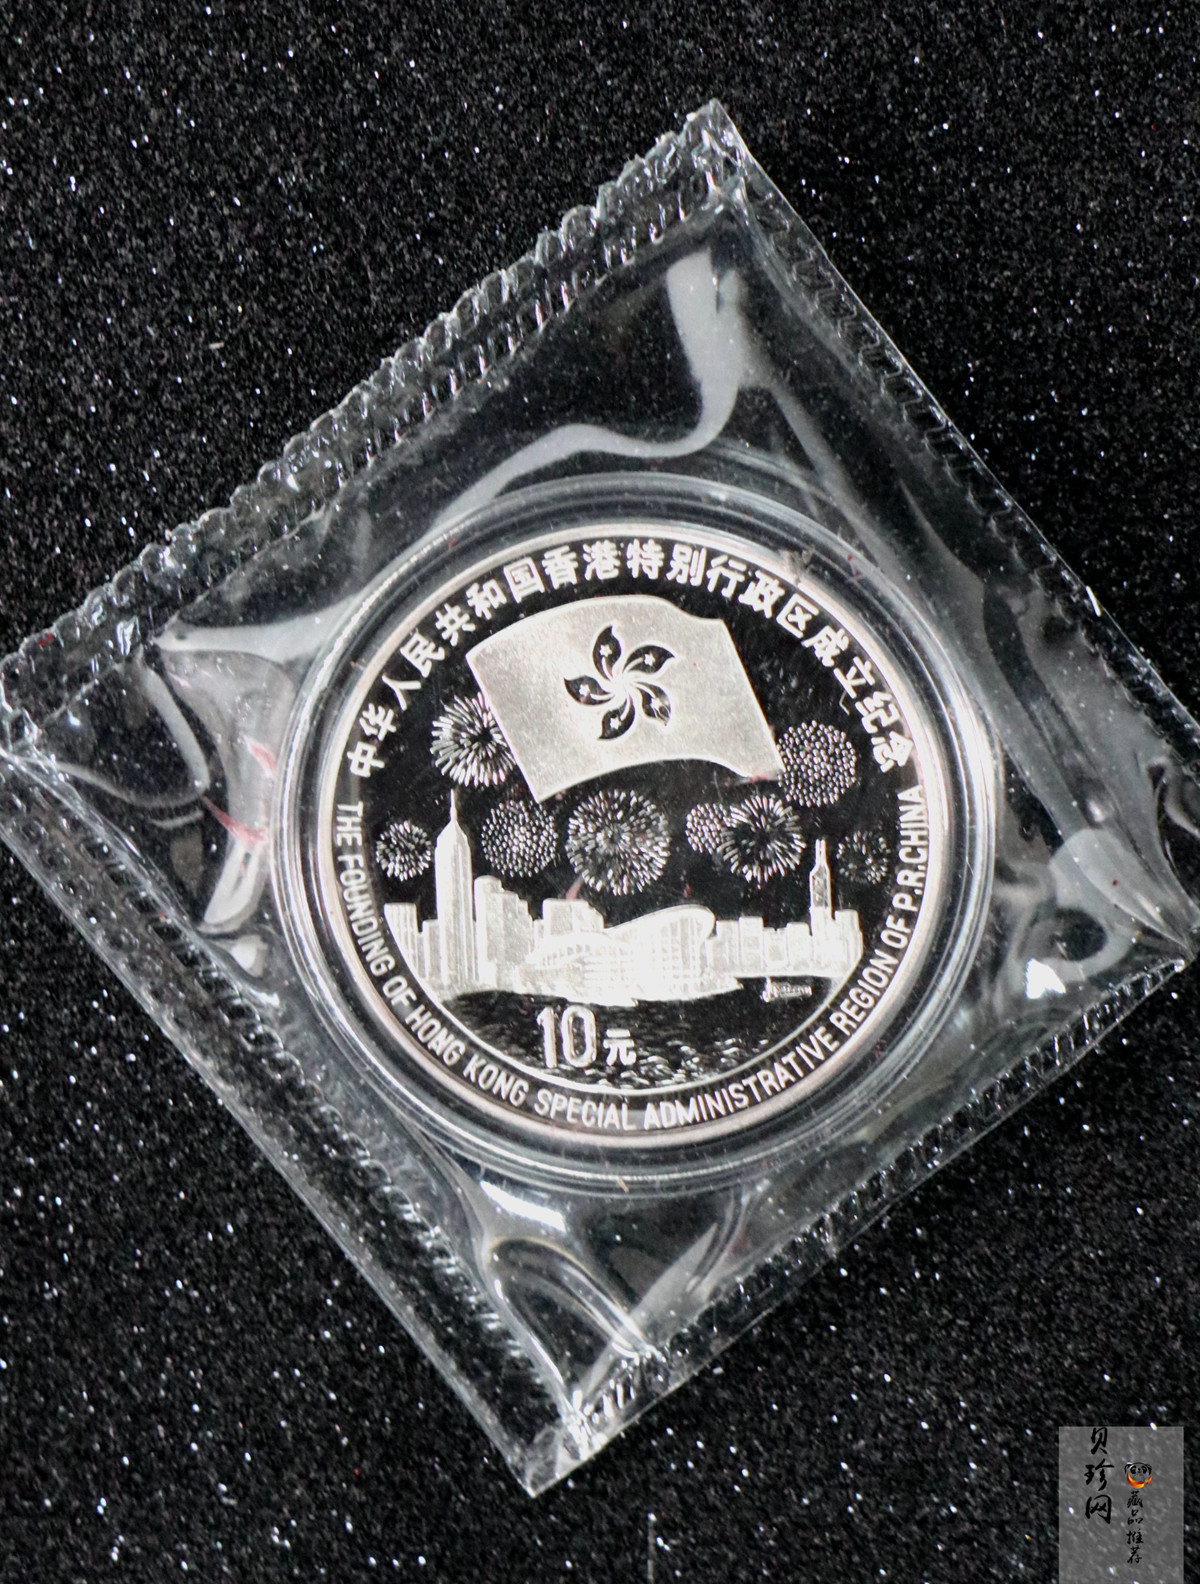 中华人民共和国香港特别行政区成立纪念
10元
THE FOUNDING OF HONG KONG SPECIAL ADMINISTRATIVE REGION OF P.R.CHINA
贝珍网
藏品推荐